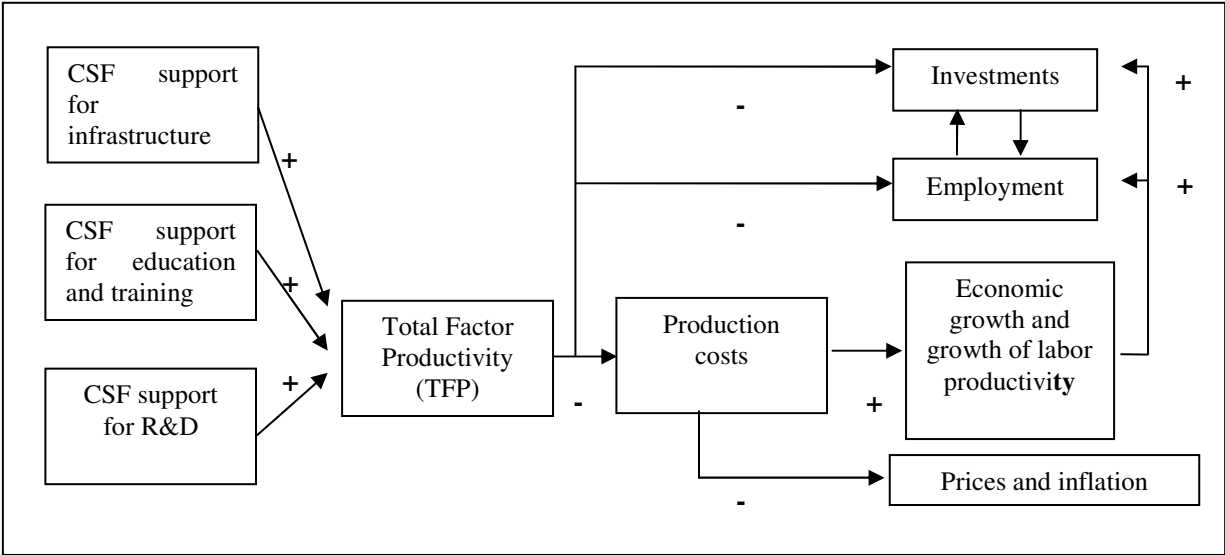 CSF support
for
infrastructure
+
CSF support
for education
and training
+
CSF support
for R&D
+
Total Factor
Productivity
(TFP)
-
Production
costs
+
-
Investments
-
Employment
-
Economic
growth and
growth of labor
productivity
+
+
Prices and inflation